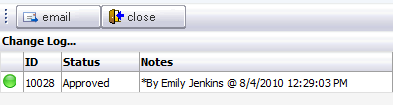 email close
Change Log...
ID Status Notes
10028 Approved *By Emily Jenkins @ 8/4/2010 12:29:03 PM